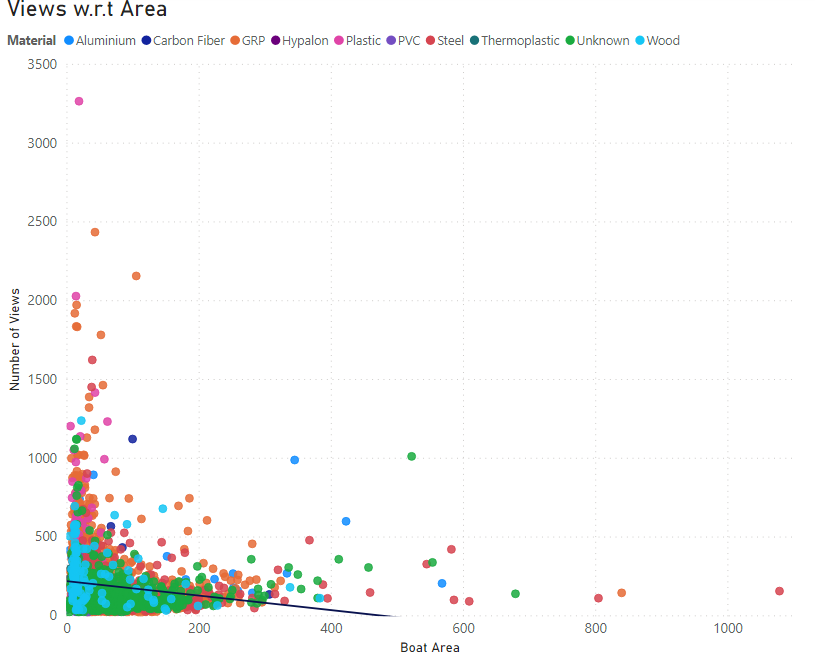 Views w.r.t Area
Material Aluminium Carbon Fiber GRP Hypalon Plastic PVC Steel Thermoplastic Unknown Wood
3500
3000
2500
2000
1500
1000
500
0
Number of Views
0 200 400 600 800 1000
Boat Area